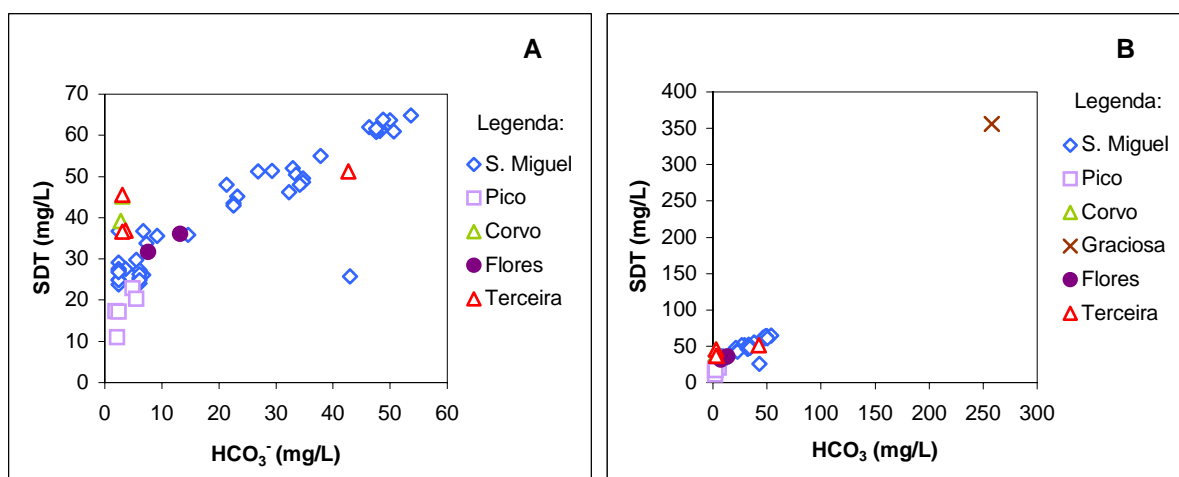 A
SDT (mg/L)
70
60
50
40
30
20
10
0
0 10 20 30 40 50 60
HCO₃⁻ (mg/L)
Legenda:
S. Miguel
Pico
Corvo
Flores
Terceira
B
SDT (mg/L)
400
350
300
250
200
150
100
50
0
0 50 100 150 200 250 300
HCO₃ (mg/L)
Legenda:
S. Miguel
Pico
Corvo
Graciosa
Flores
Terceira